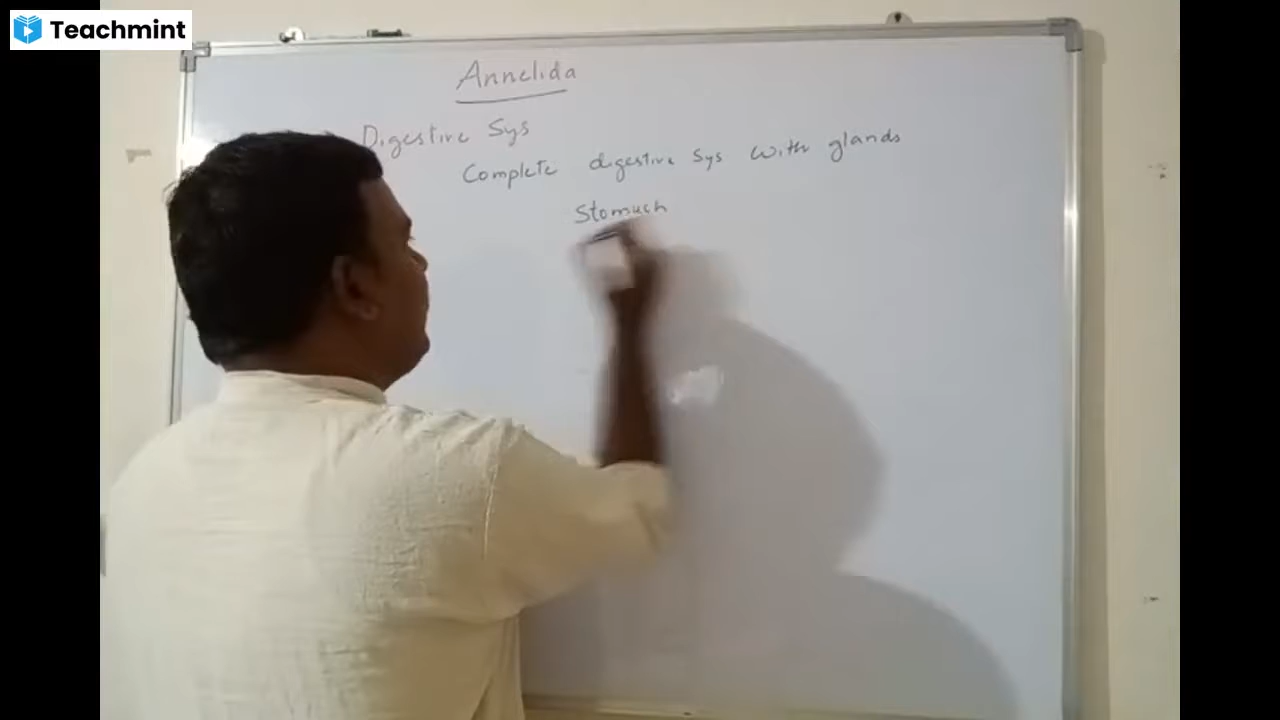 Teachmint
Annelida
Digestive Sys
Complete digestive sys with glands
Stomach